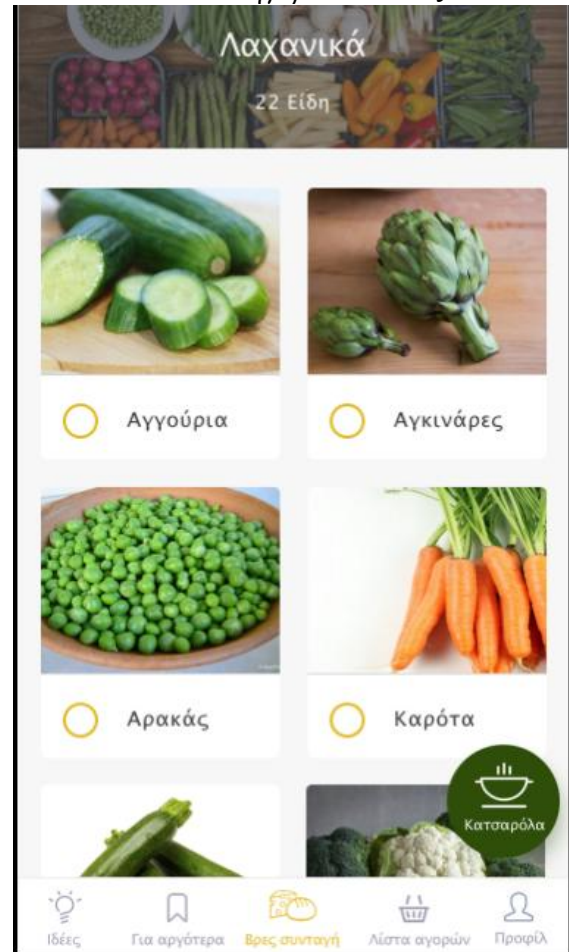 Λαχανικά
22 Είδη
Αγγούρια
Αγκινάρες
Αρακάς
Καρότα
Κατσαρόλα
Ιδέες
Για αργότερα
Βρες συνταγή
Λίστα αγορών
Προφίλ